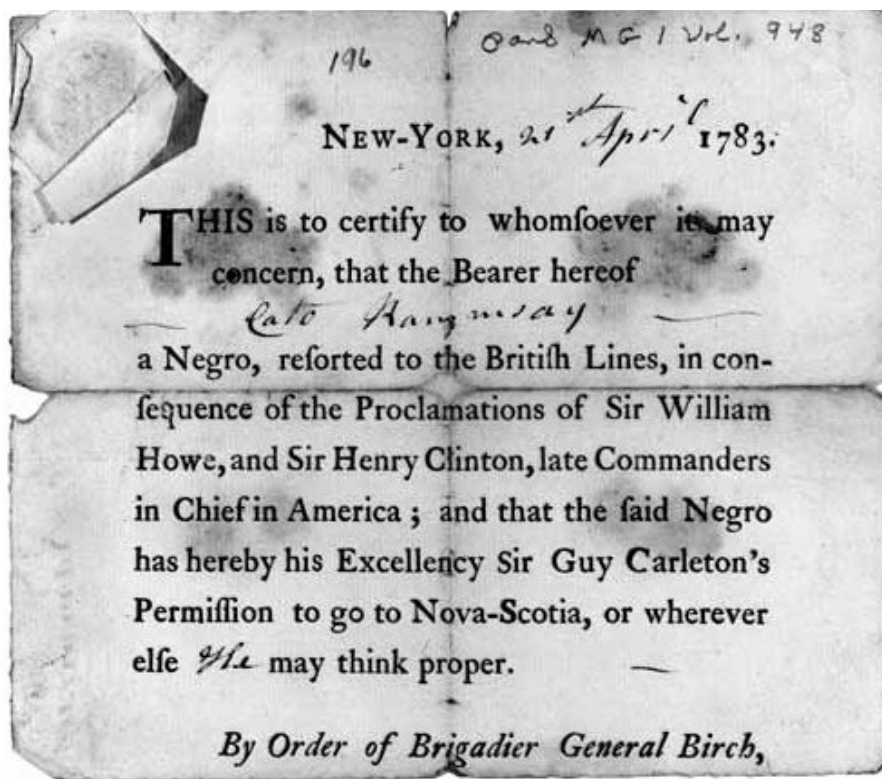 196
Pans M G 1 Vol. 948
NEW-YORK, 21st April 1783.
THIS is to certify to whomſoever it may
concern, that the Bearer hereof
Cato Rammsay
a Negro, reſorted to the Britiſh Lines, in con-
ſequence of the Proclamations of Sir William
Howe, and Sir Henry Clinton, late Commanders
in Chief in America; and that the ſaid Negro
has hereby his Excellency Sir Guy Carleton's
Permiſſion to go to Nova-Scotia, or wherever
elſe he may think proper.
By Order of Brigadier General Birch,